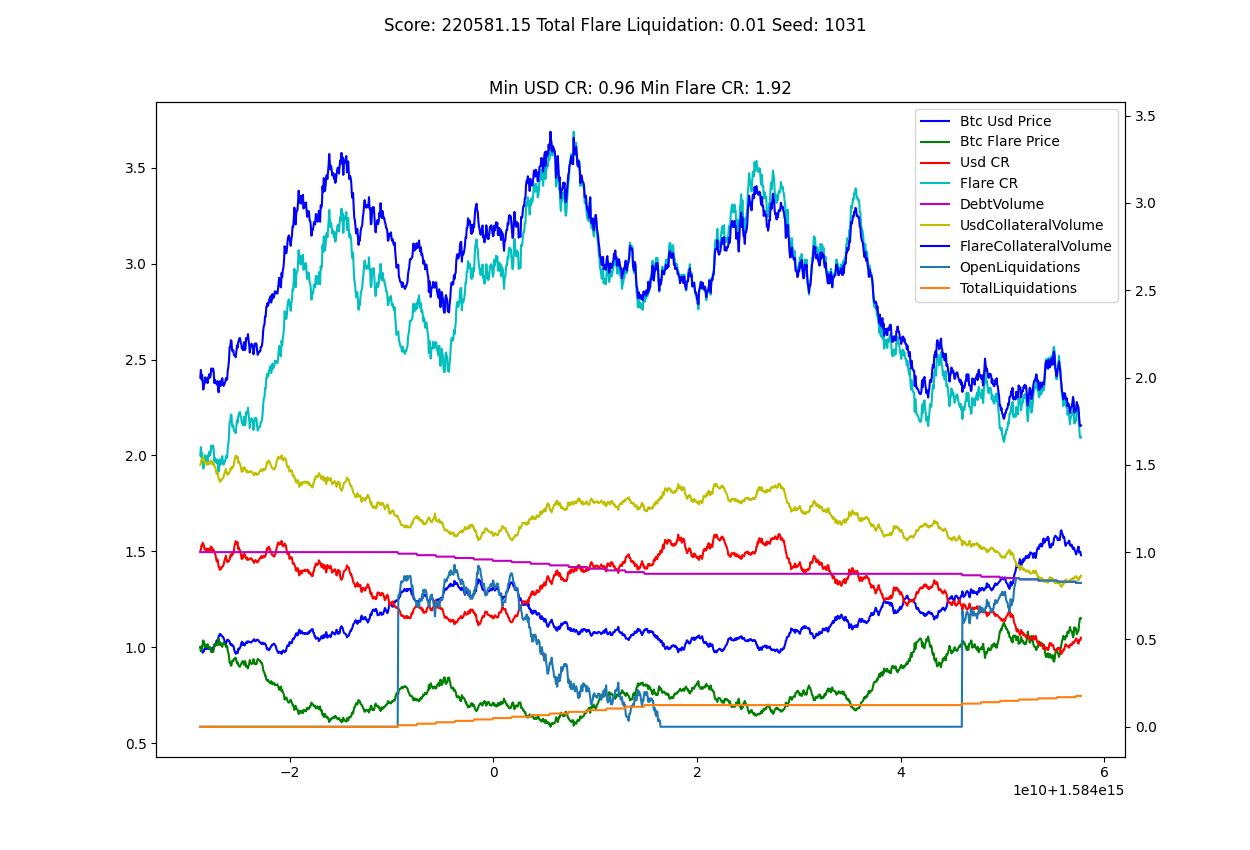 Score: 220581.15 Total Flare Liquidation: 0.01 Seed: 1031
Min USD CR: 0.96 Min Flare CR: 1.92
Btc Usd Price
Btc Flare Price
Usd CR
Flare CR
DebtVolume
UsdCollateralVolume
FlareCollateralVolume
OpenLiquidations
TotalLiquidations
3.5
3.0
2.5
2.0
1.5
1.0
0.5
3.5
3.0
2.5
2.0
1.5
1.0
0.5
0.0
−2 0 2 4 6
1e10+1.584e15